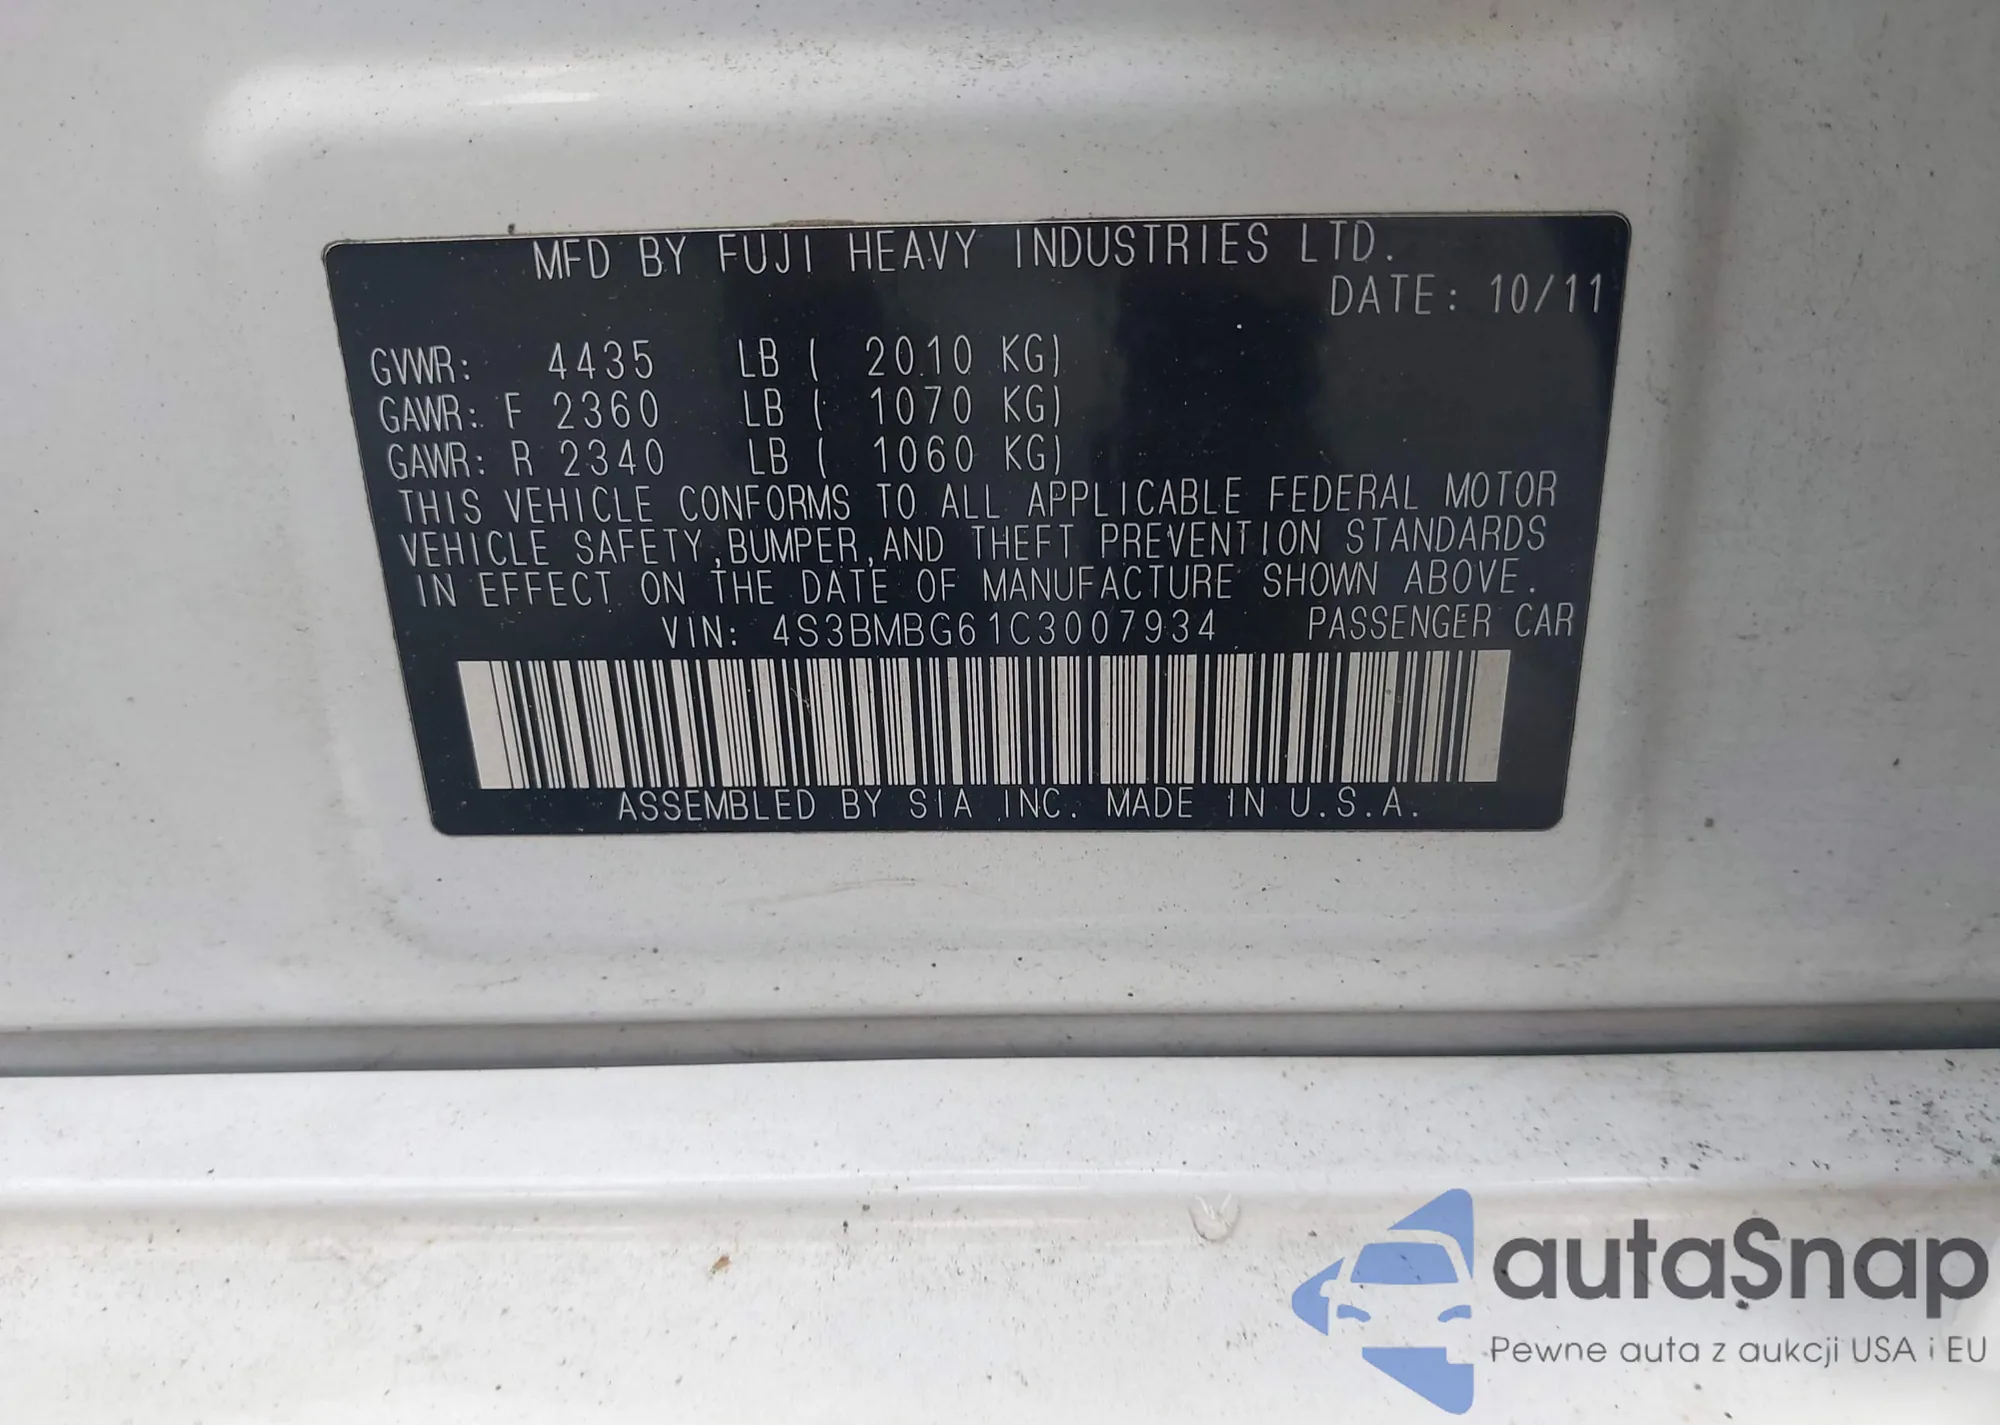 MFD BY FUJI HEAVY INDUSTRIES LTD.
DATE: 10/11
GVWR: 4435 LB ( 2010 KG)
GAWR: F 2360 LB ( 1070 KG)
GAWR: R 2340 LB ( 1060 KG)
THIS VEHICLE CONFORMS TO ALL APPLICABLE FEDERAL MOTOR
VEHICLE SAFETY,BUMPER,AND THEFT PREVENTION STANDARDS
IN EFFECT ON THE DATE OF MANUFACTURE SHOWN ABOVE.
VIN: 4S3BMBG61C3007934 PASSENGER CAR
ASSEMBLED BY SIA INC. MADE IN U.S.A.
autaSnap
Pewne auta z aukcji USA i EU